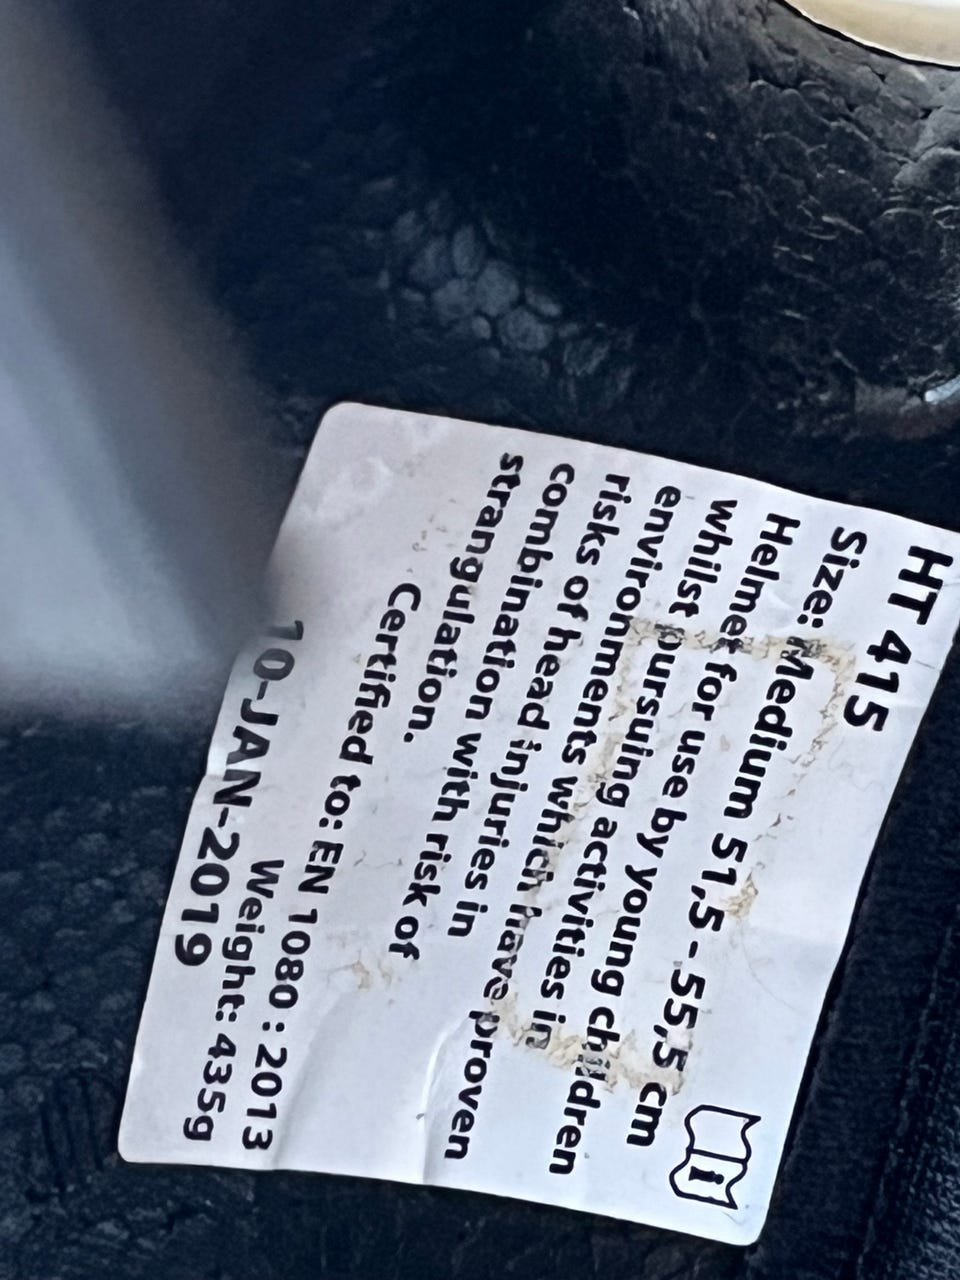 HT 415
Size: Medium 51,5 - 55,5 cm
Helmet for use by young children
whilst pursuing activities in
environments which have proven
risks of head injuries in
combination with risk of
strangulation.
Certified to: EN 1080 : 2013
Weight: 435g
10-JAN-2019